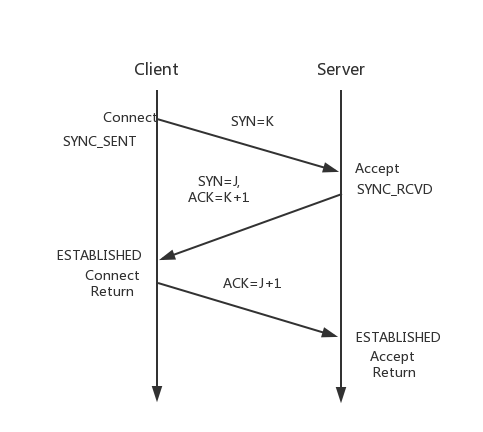 Client
Server
Connect
SYN=K
SYNC_SENT
Accept
SYN=J,
ACK=K+1
SYNC_RCVD
ESTABLISHED
Connect
Return
ACK=J+1
ESTABLISHED
Accept
Return